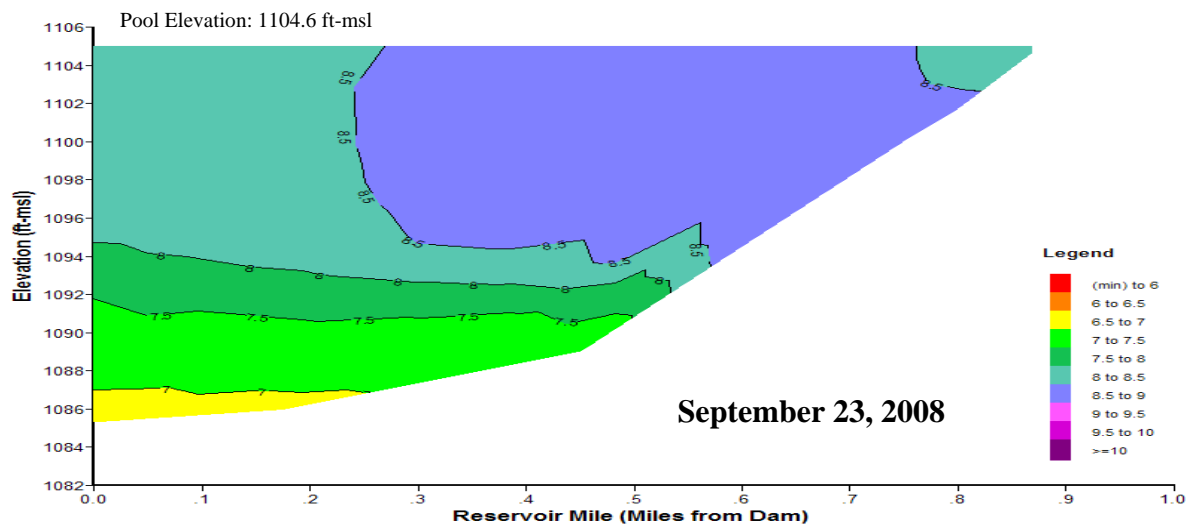 Pool Elevation: 1104.6 ft-msl
1106
1104
1102
1100
1098
1096
1094
1092
1090
1088
1086
1084
1082
Elevation (ft-msl)
8.5
8.5
8.5
8.5
8.5
8.5
8.5
8.5
8
8
8
8
8
8
8
7.5
7.5
7.5
7.5
7.5
7
7
7
Legend
(min) to 6
6 to 6.5
6.5 to 7
7 to 7.5
7.5 to 8
8 to 8.5
8.5 to 9
9 to 9.5
9.5 to 10
>=10
September 23, 2008
0.0 .1 .2 .3 .4 .5 .6 .7 .8 .9 1.0
Reservoir Mile (Miles from Dam)